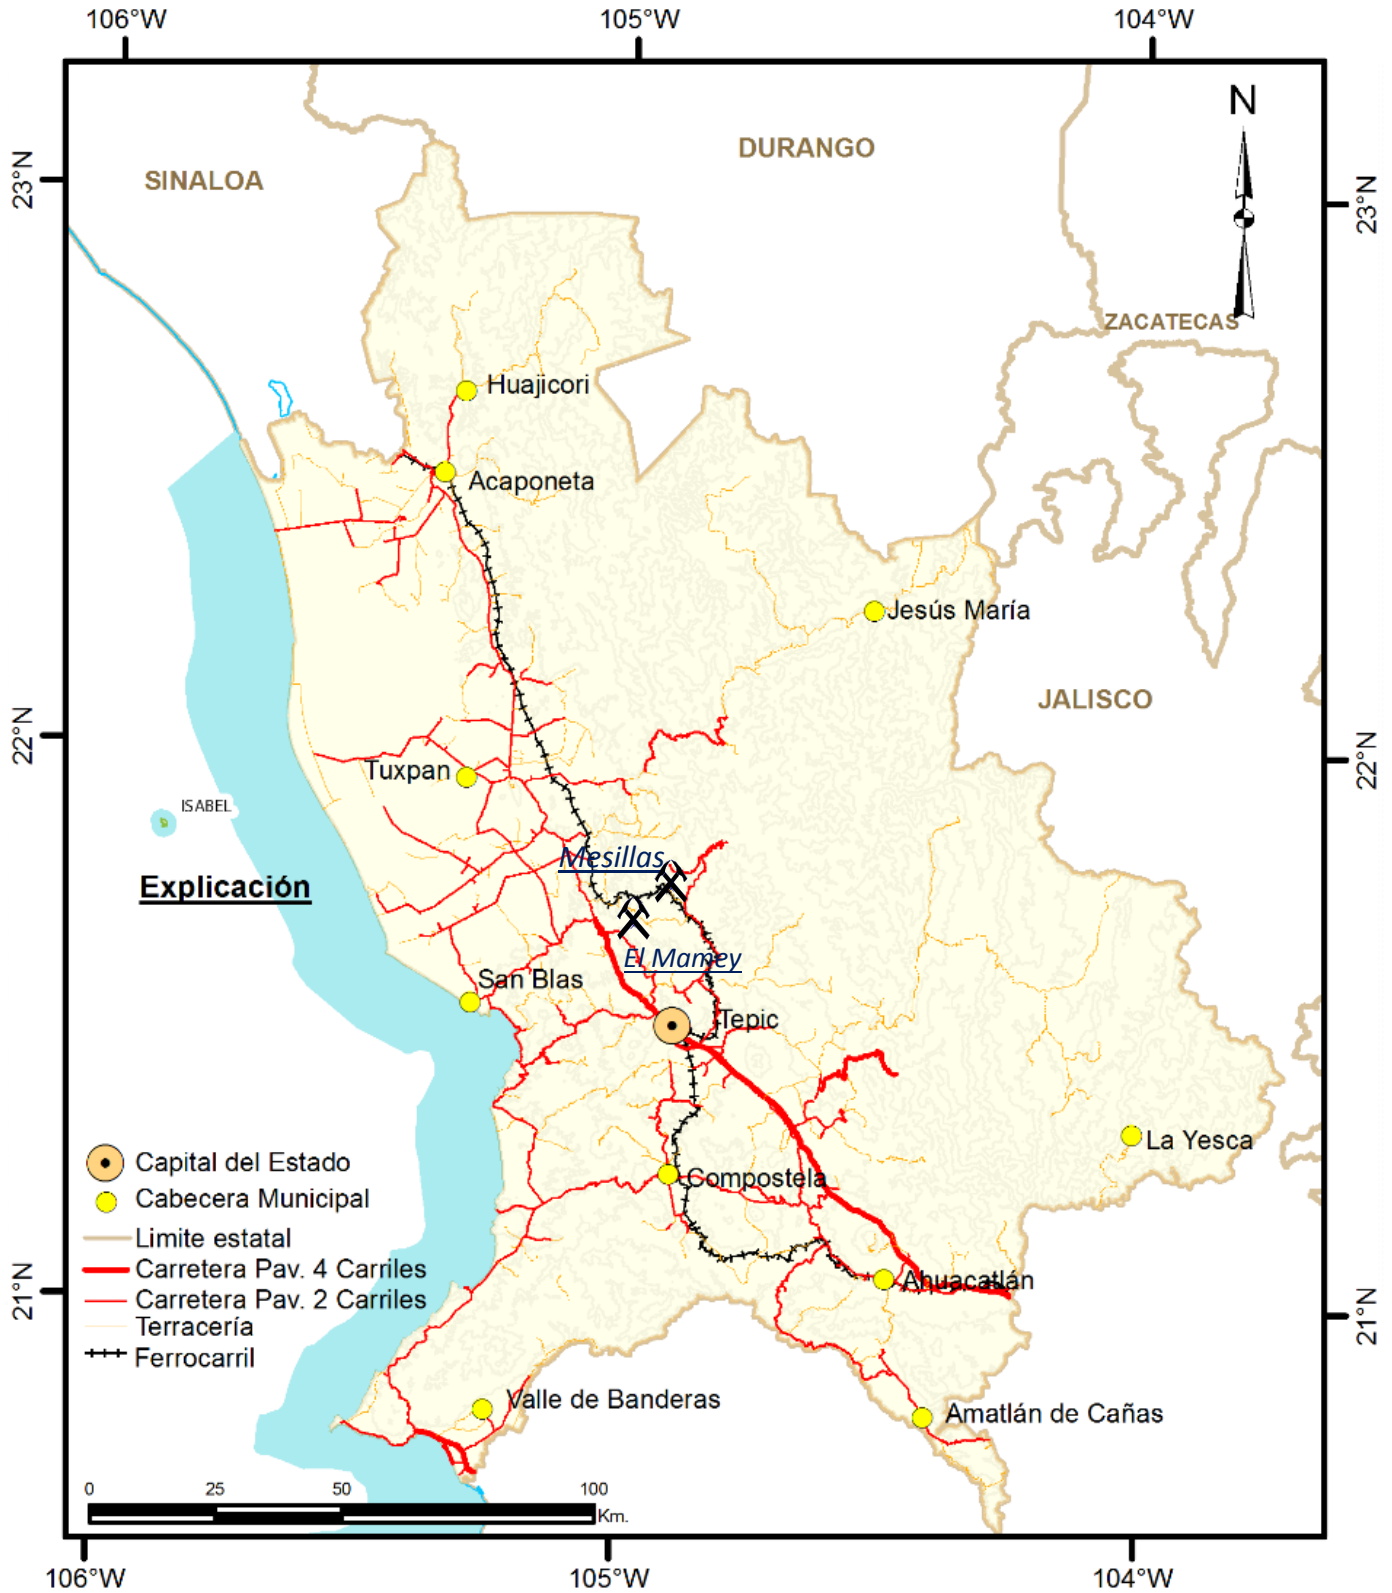 106°W
105°W
104°W
N
DURANGO
SINALOA
23°N
23°N
ZACATECAS
Huajicori
Acaponeta
Jesús María
JALISCO
22°N
22°N
Tuxpan
ISABEL
Mesillas
Explicación
El Mamey
San Blas
Tepic
La Yesca
Capital del Estado
Compostela
Cabecera Municipal
Limite estatal
Carretera Pav. 4 Carriles
Ahuacatlán
21°N
21°N
Carretera Pav. 2 Carriles
Terracería
Ferrocarril
Valle de Banderas
Amatlán de Cañas
0 25 50 100
Km.
106°W
105°W
104°W